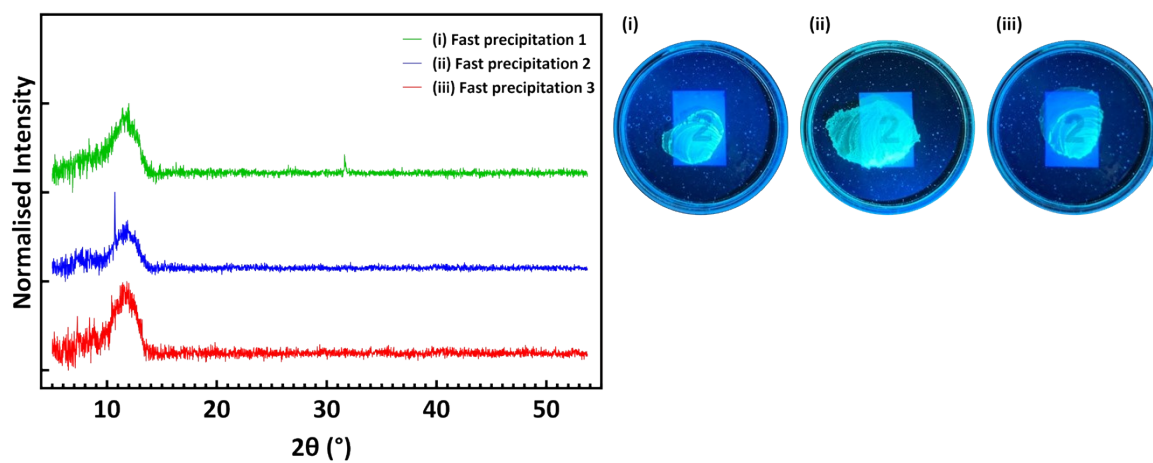 (i) Fast precipitation 1
(ii) Fast precipitation 2
(iii) Fast precipitation 3
Normalised Intensity
10 20 30 40 50
2θ (°)
(i) (ii) (iii)
2 2 2